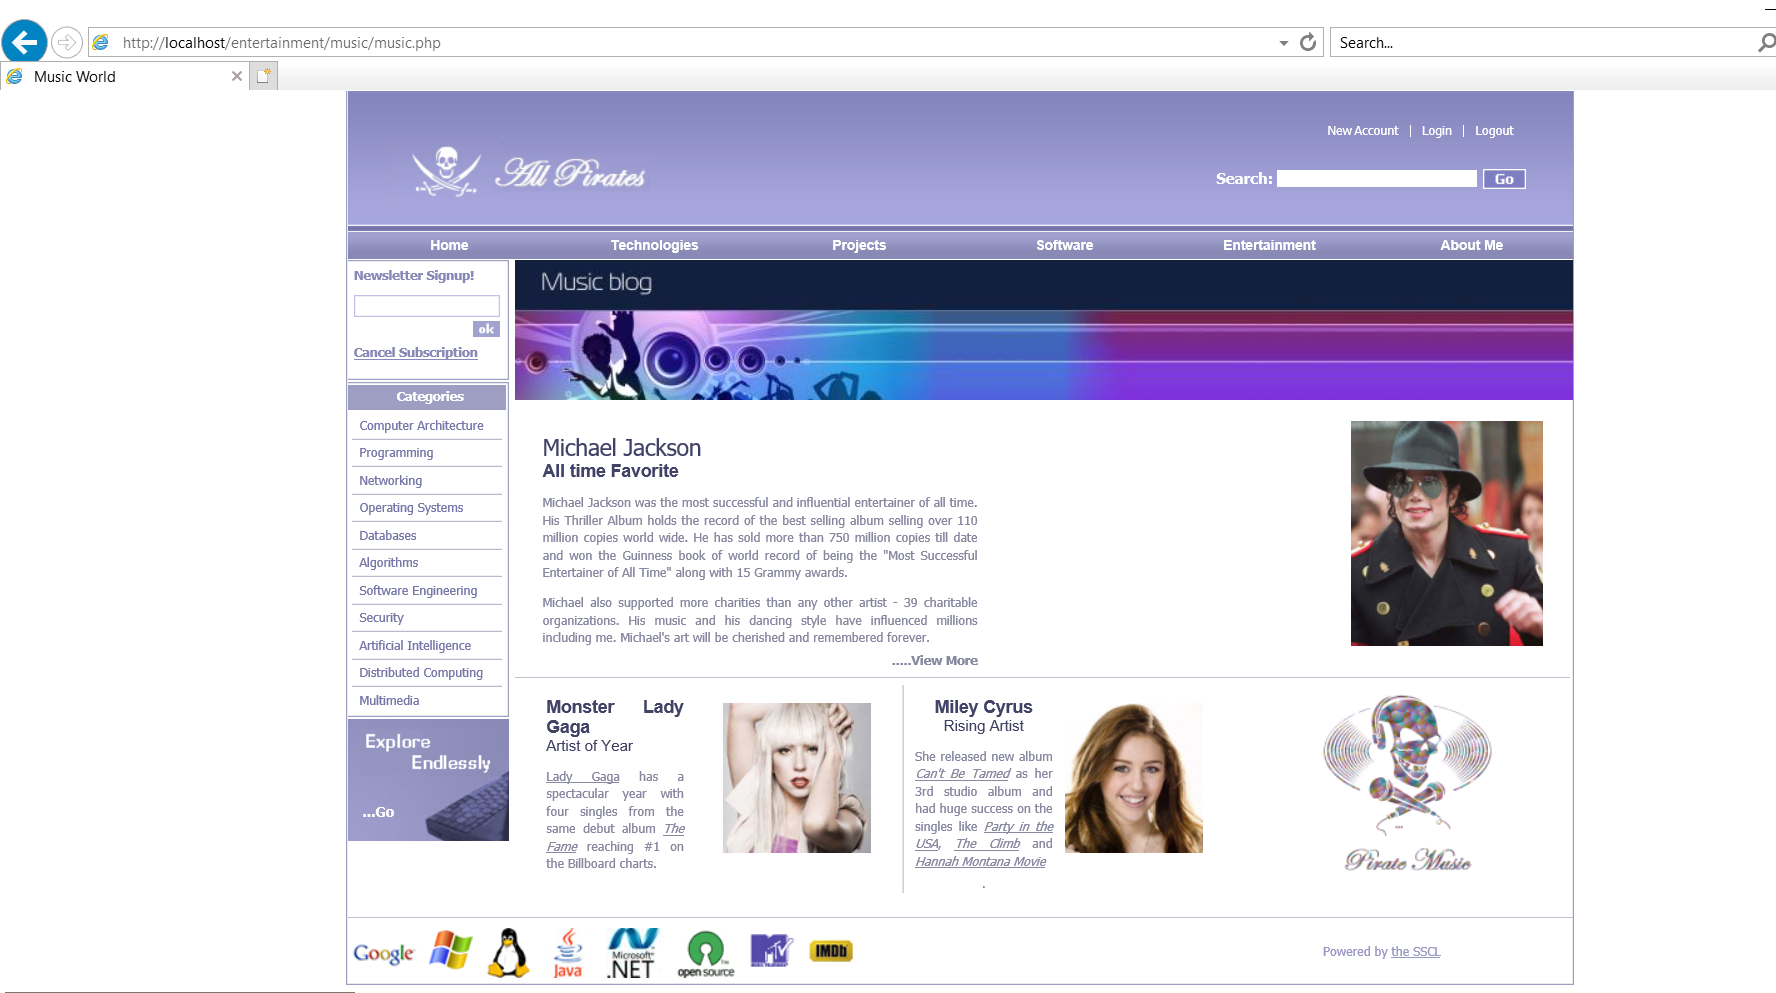 http://localhost/entertainment/music/music.php
Search...
Music World
New Account | Login | Logout
All Pirates
Search:
Go
Home
Technologies
Projects
Software
Entertainment
About Me
Newsletter Signup!
ok
Cancel Subscription
Categories
Computer Architecture
Programming
Networking
Operating Systems
Databases
Algorithms
Software Engineering
Security
Artificial Intelligence
Distributed Computing
Multimedia
Explore
Endlessly
...Go
Music blog
Michael Jackson
All time Favorite
Michael Jackson was the most successful and influential entertainer of all time.
His Thriller Album holds the record of the best selling album selling over 110
million copies world wide. He has sold more than 750 million copies till date
and won the Guinness book of world record of being the "Most Successful
Entertainer of All Time" along with 15 Grammy awards.
Michael also supported more charities than any other artist - 39 charitable
organizations. His music and his dancing style have influenced millions
including me. Michael's art will be cherished and remembered forever.
.....View More
Monster Lady
Gaga
Artist of Year
Lady Gaga has a
spectacular year with
four singles from the
same debut album The
Fame reaching #1 on
the Billboard charts.
Miley Cyrus
Rising Artist
She released new album
Can't Be Tamed as her
3rd studio album and
had huge success on the
singles like Party in the
USA, The Climb and
Hannah Montana Movie
.
Pirate Music
Google
Java
Microsoft
.NET
open source
MTV
IMDb
Powered by the SSCL